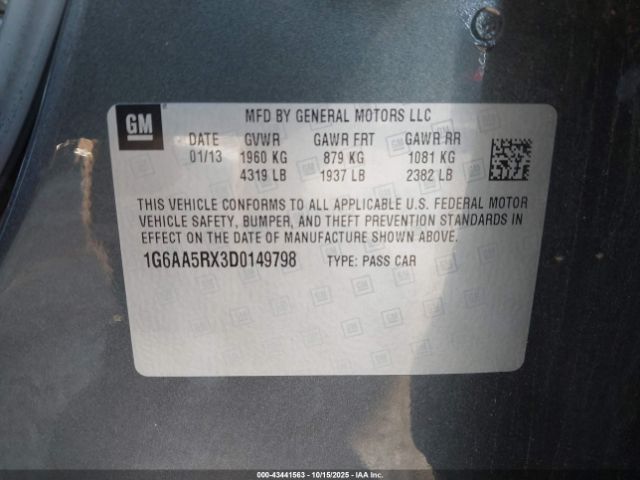 GM
MFD BY GENERAL MOTORS LLC
DATE GVWR GAWR FRT GAWR RR
01/13 1960 KG 879 KG 1081 KG
4319 LB 1937 LB 2382 LB
THIS VEHICLE CONFORMS TO ALL APPLICABLE U.S. FEDERAL MOTOR
VEHICLE SAFETY, BUMPER, AND THEFT PREVENTION STANDARDS IN
EFFECT ON THE DATE OF MANUFACTURE SHOWN ABOVE.
1G6AA5RX3D0149798 TYPE: PASS CAR
000-43441563 - 10/15/2025 - IAAI.com